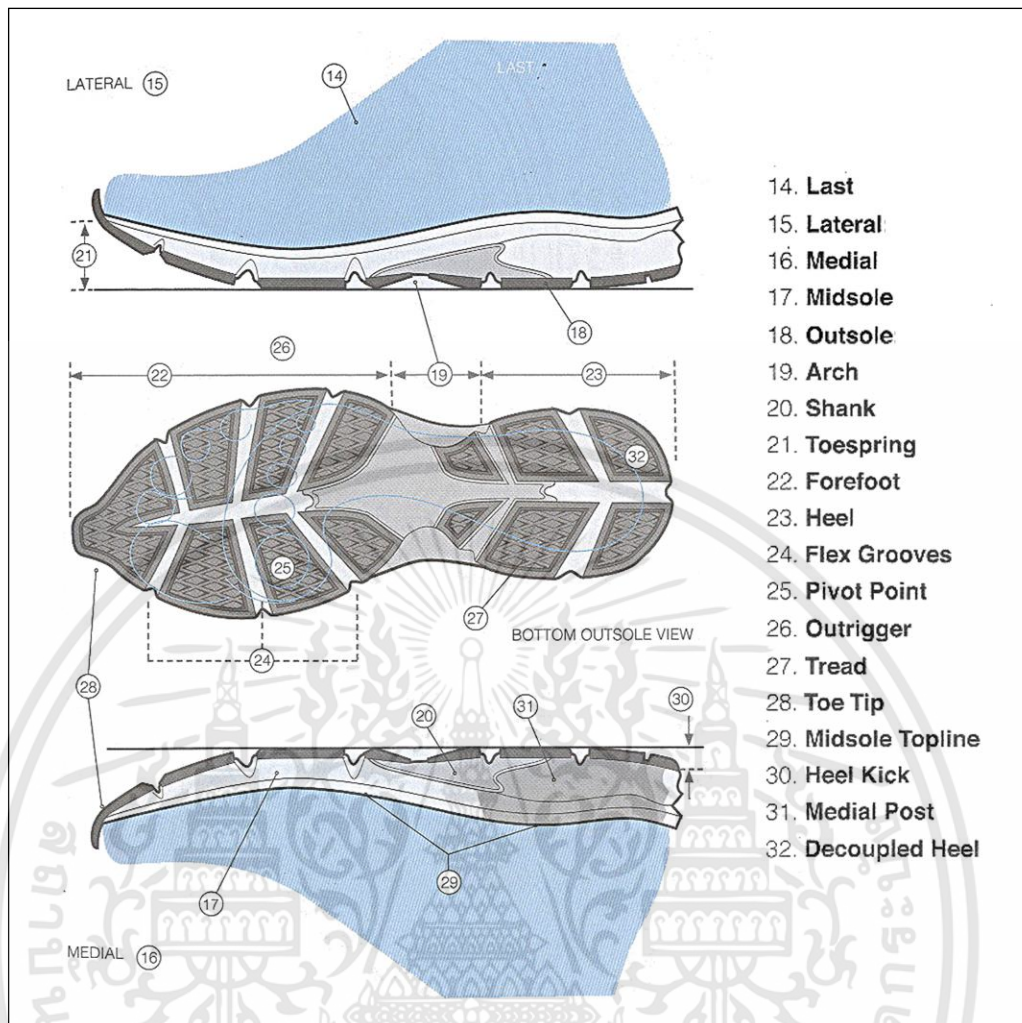 LAST
LATERAL 15
14
21
18
26
22
19
23
32
25
27
BOTTOM OUTSOLE VIEW
24
28
20
31
30
29
17
MEDIAL 16
14. Last
15. Lateral
16. Medial
17. Midsole
18. Outsole
19. Arch
20. Shank
21. Toespring
22. Forefoot
23. Heel
24. Flex Grooves
25. Pivot Point
26. Outrigger
27. Tread
28. Toe Tip
29. Midsole Topline
30. Heel Kick
31. Medial Post
32. Decoupled Heel